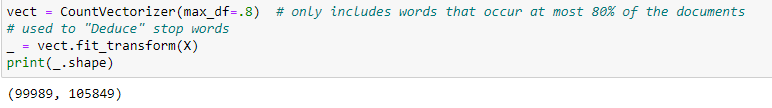 vect = CountVectorizer(max_df=.8)  # only includes words that occur at most 80% of the documents
# used to "Deduce" stop words
_ = vect.fit_transform(X)
print(_.shape)
(99989, 105849)